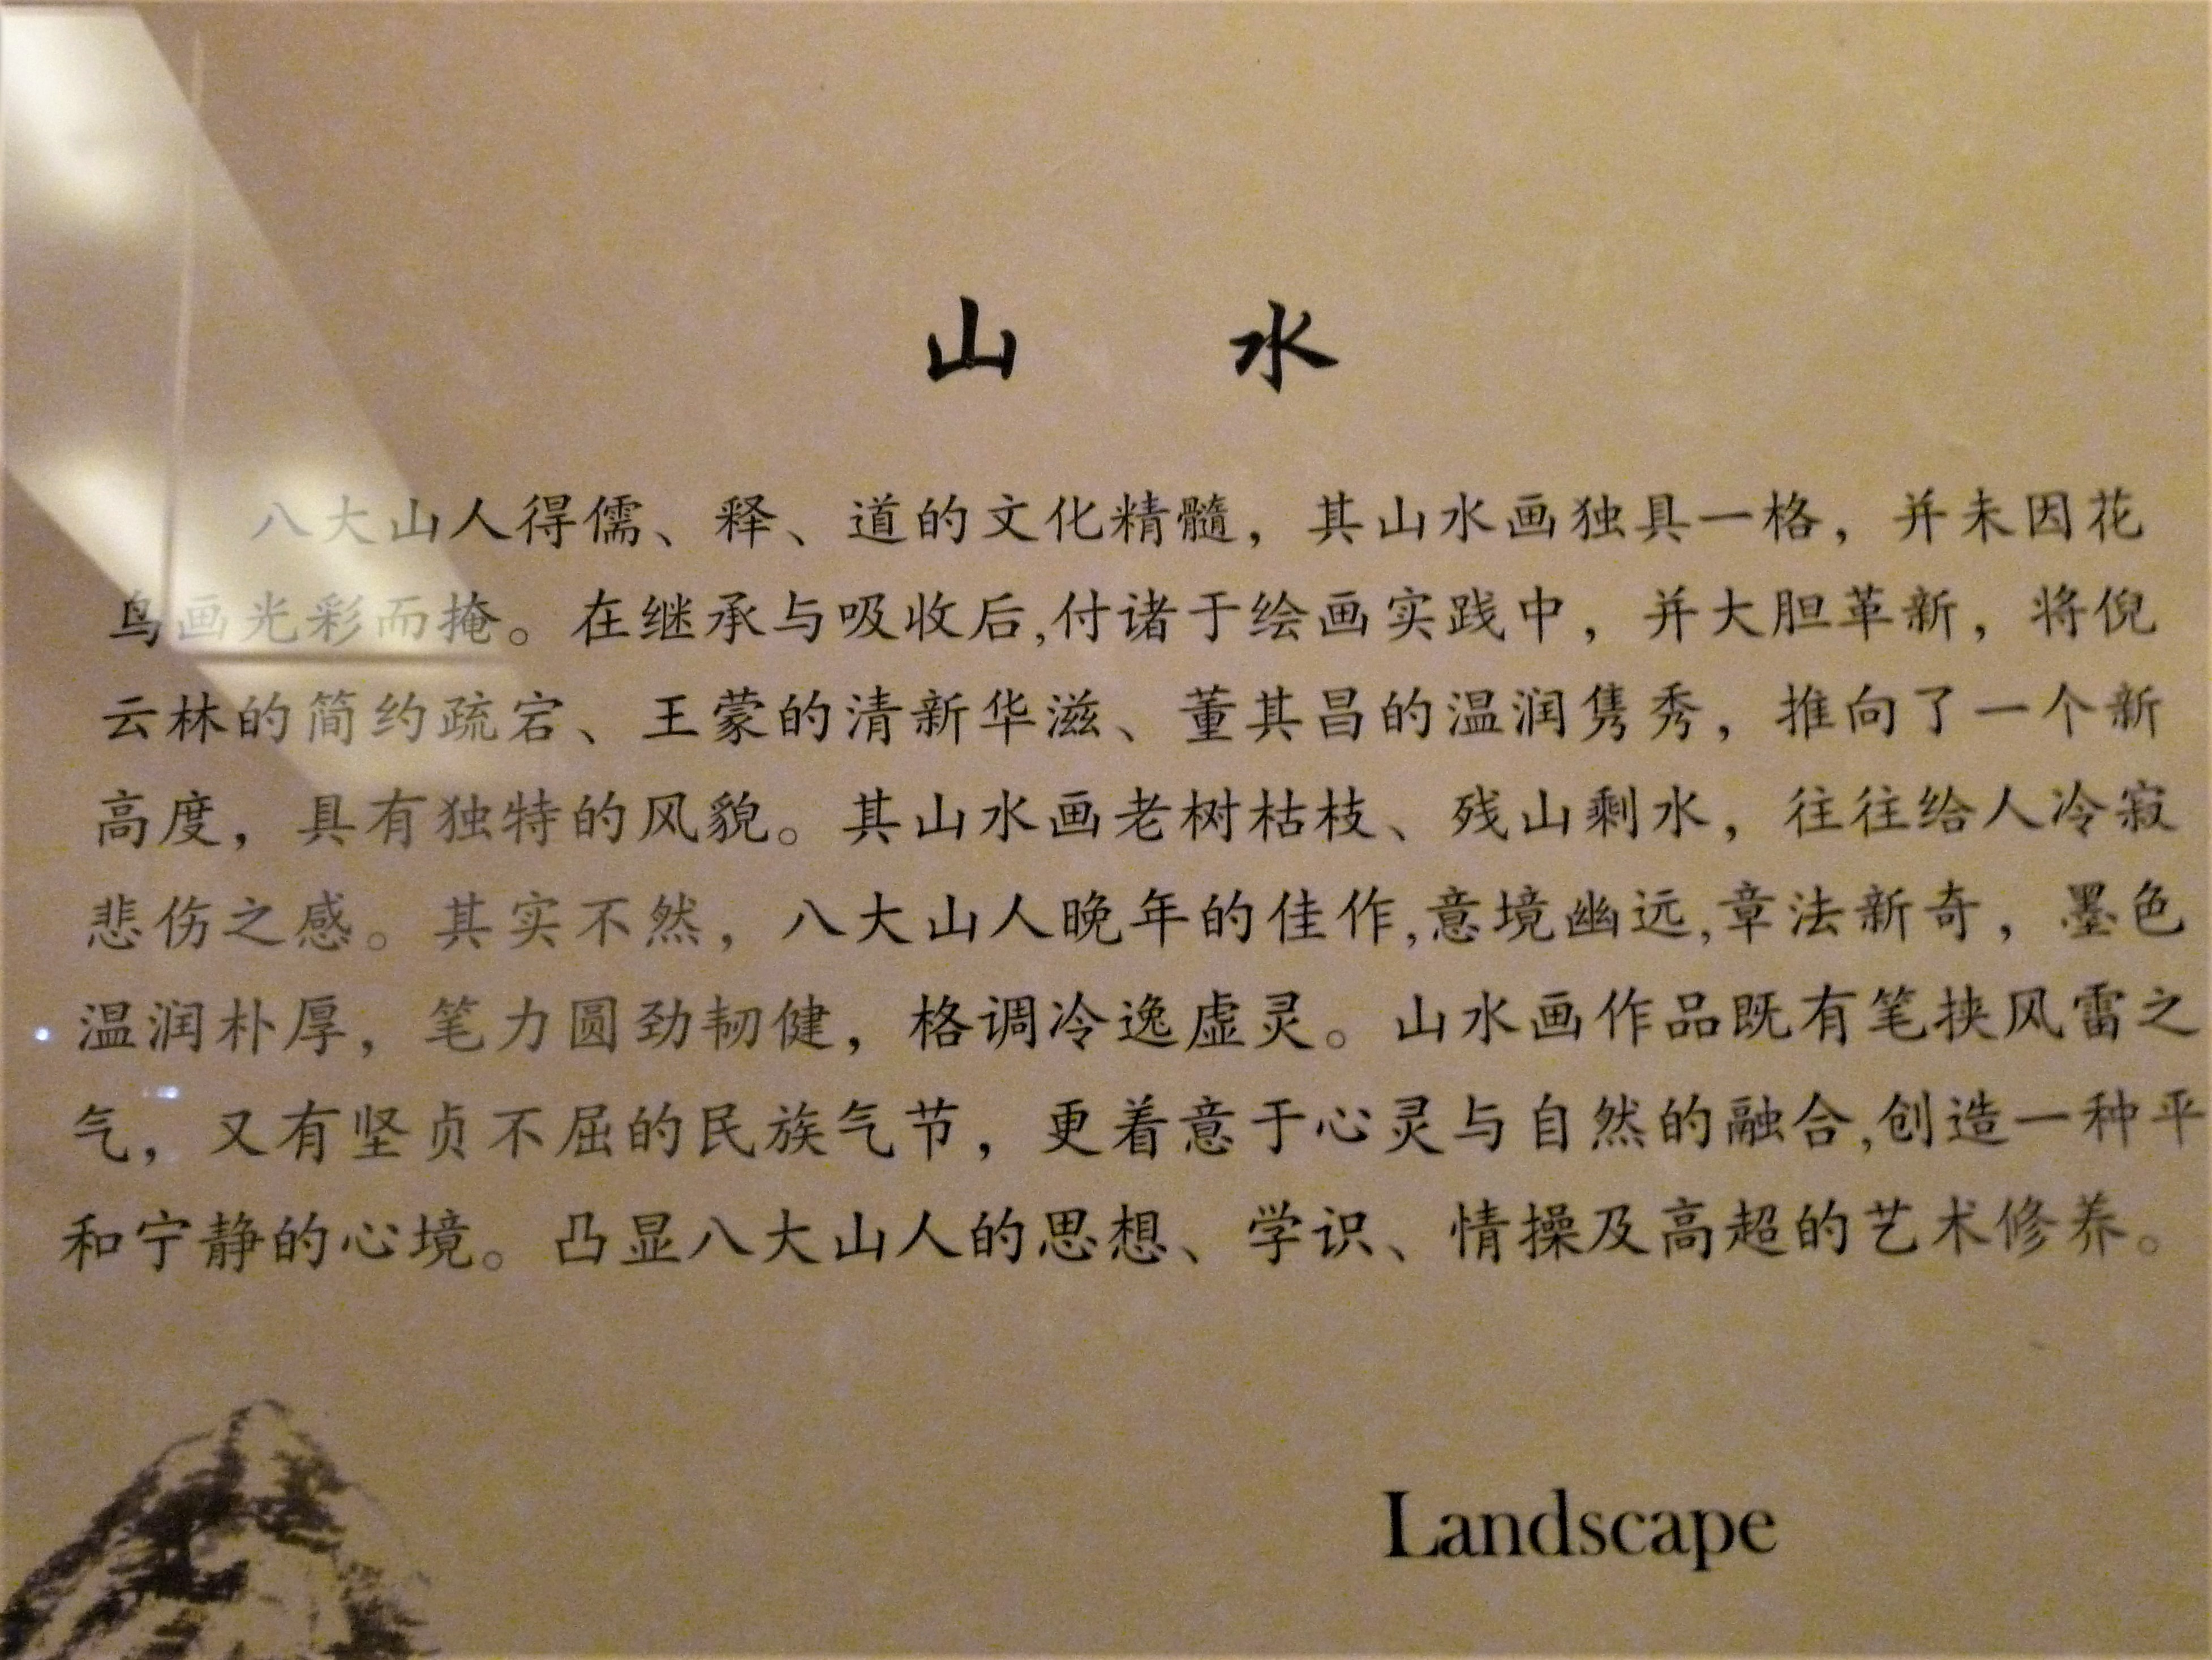 山 水
八大山人得儒、释、道的文化精髓，其山水画独具一格，并未因花
鸟画光彩而掩。在继承与吸收后,付诸于绘画实践中，并大胆革新，将倪
云林的简约疏宕、王蒙的清新华滋、董其昌的温润隽秀，推向了一个新
高度，具有独特的风貌。其山水画老树枯枝、残山剩水，往往给人冷寂
悲伤之感。其实不然，八大山人晚年的佳作,意境幽远,章法新奇，墨色
温润朴厚，笔力圆劲韧健，格调冷逸虚灵。山水画作品既有笔挟风雷之
气，又有坚贞不屈的民族气节，更着意于心灵与自然的融合,创造一种平
和宁静的心境。凸显八大山人的思想、学识、情操及高超的艺术修养。
Landscape